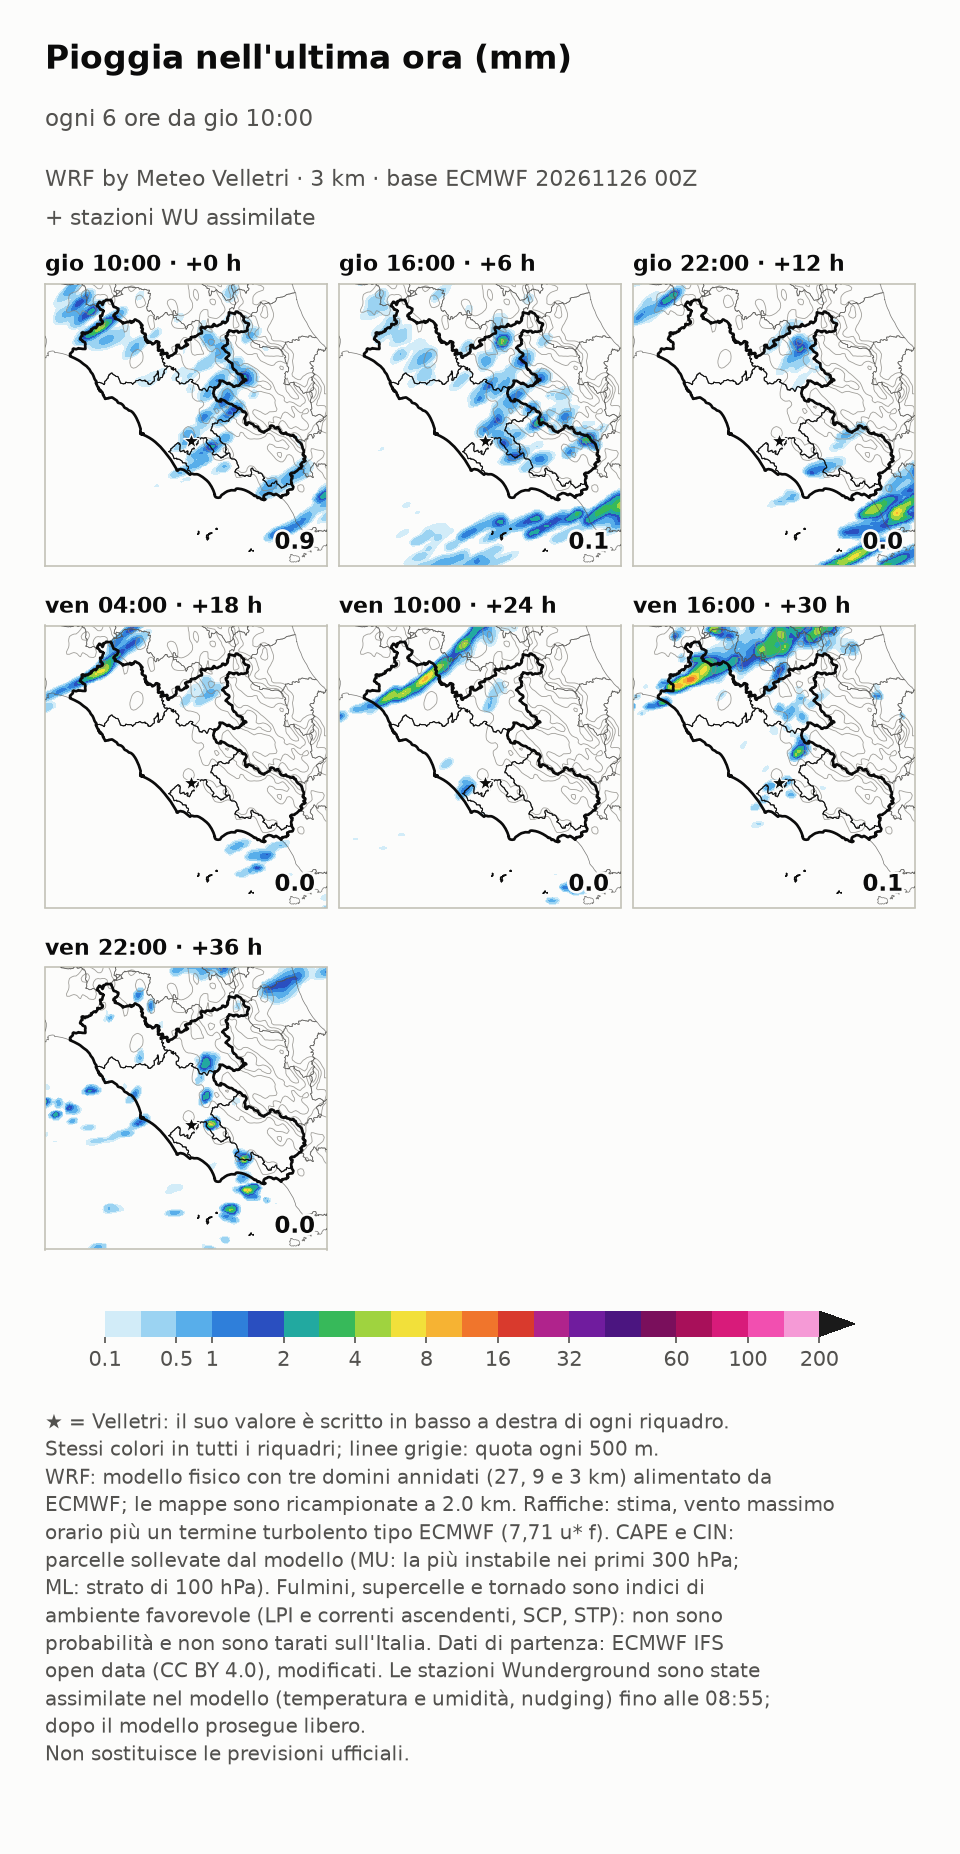 Pioggia nell'ultima ora (mm)
ogni 6 ore da gio 10:00
WRF by Meteo Velletri · 3 km · base ECMWF 20261126 00Z
+ stazioni WU assimilate
gio 10:00 · +0 h
gio 16:00 · +6 h
gio 22:00 · +12 h
0.9
0.1
0.0
ven 04:00 · +18 h
ven 10:00 · +24 h
ven 16:00 · +30 h
0.0
0.0
0.1
ven 22:00 · +36 h
0.0
0.1 0.5 1 2 4 8 16 32 60 100 200
★ = Velletri: il suo valore è scritto in basso a destra di ogni riquadro.
Stessi colori in tutti i riquadri; linee grigie: quota ogni 500 m.
WRF: modello fisico con tre domini annidati (27, 9 e 3 km) alimentato da
ECMWF; le mappe sono ricampionate a 2.0 km. Raffiche: stima, vento massimo
orario più un termine turbolento tipo ECMWF (7,71 u* f). CAPE e CIN:
parcelle sollevate dal modello (MU: la più instabile nei primi 300 hPa;
ML: strato di 100 hPa). Fulmini, supercelle e tornado sono indici di
ambiente favorevole (LPI e correnti ascendenti, SCP, STP): non sono
probabilità e non sono tarati sull'Italia. Dati di partenza: ECMWF IFS
open data (CC BY 4.0), modificati. Le stazioni Wunderground sono state
assimilate nel modello (temperatura e umidità, nudging) fino alle 08:55;
dopo il modello prosegue libero.
Non sostituisce le previsioni ufficiali.